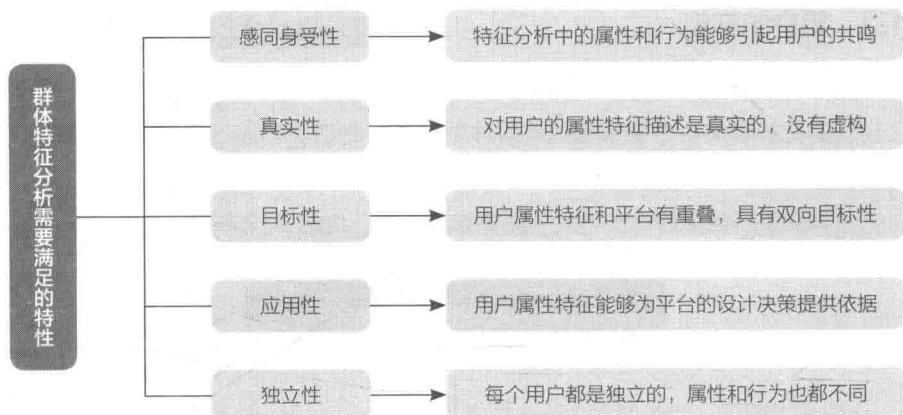 群体特征分析需要满足的特性
感同身受性
特征分析中的属性和行为能够引起用户的共鸣
真实性
对用户的属性特征描述是真实的，没有虚构
目标性
用户属性特征和平台有重叠，具有双向目标性
应用性
用户属性特征能够为平台的设计决策提供依据
独立性
每个用户都是独立的，属性和行为也都不同